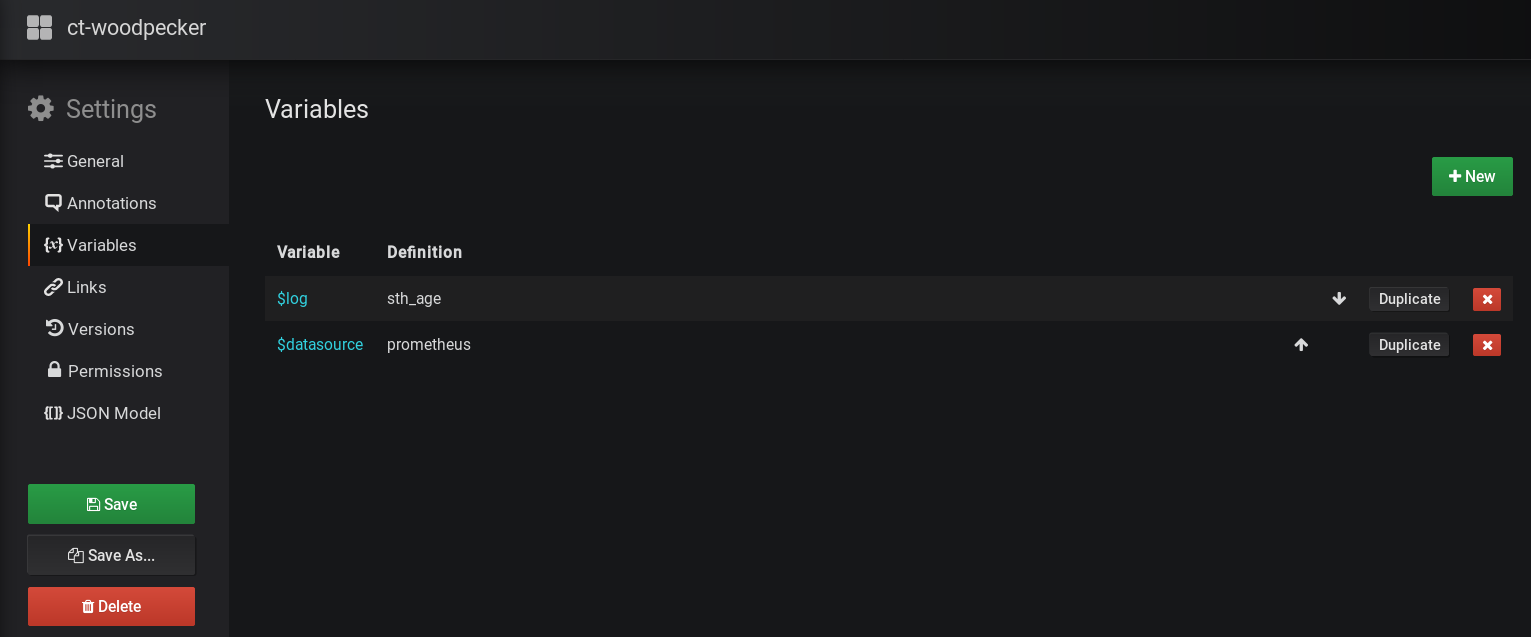 ct-woodpecker
Settings
General
Annotations
Variables
Links
Versions
Permissions
JSON Model
Save
Save As...
Delete
Variables
New
Variable Definition
$log sth_age Duplicate
$datasource prometheus Duplicate